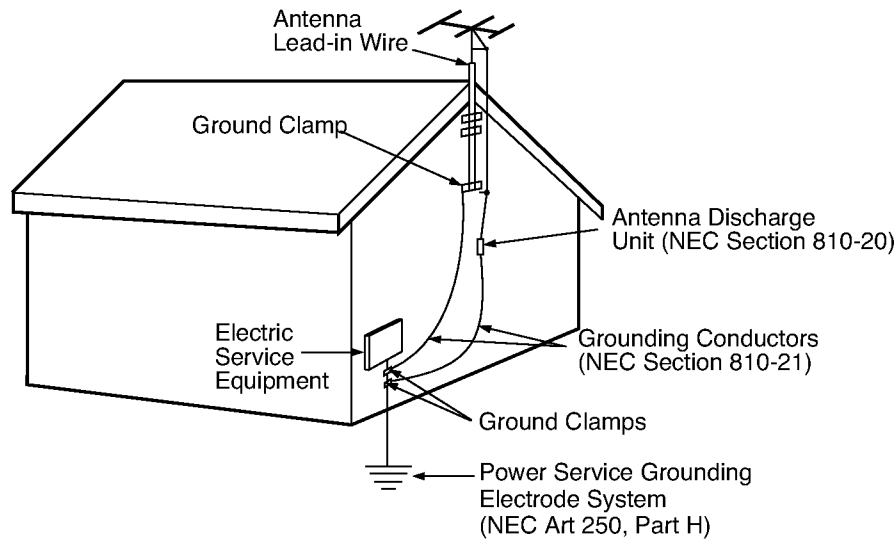 Antenna
Lead-in Wire
Ground Clamp
Antenna Discharge
Unit (NEC Section 810-20)
Electric
Service
Equipment
Grounding Conductors
(NEC Section 810-21)
Ground Clamps
Power Service Grounding
Electrode System
(NEC Art 250, Part H)